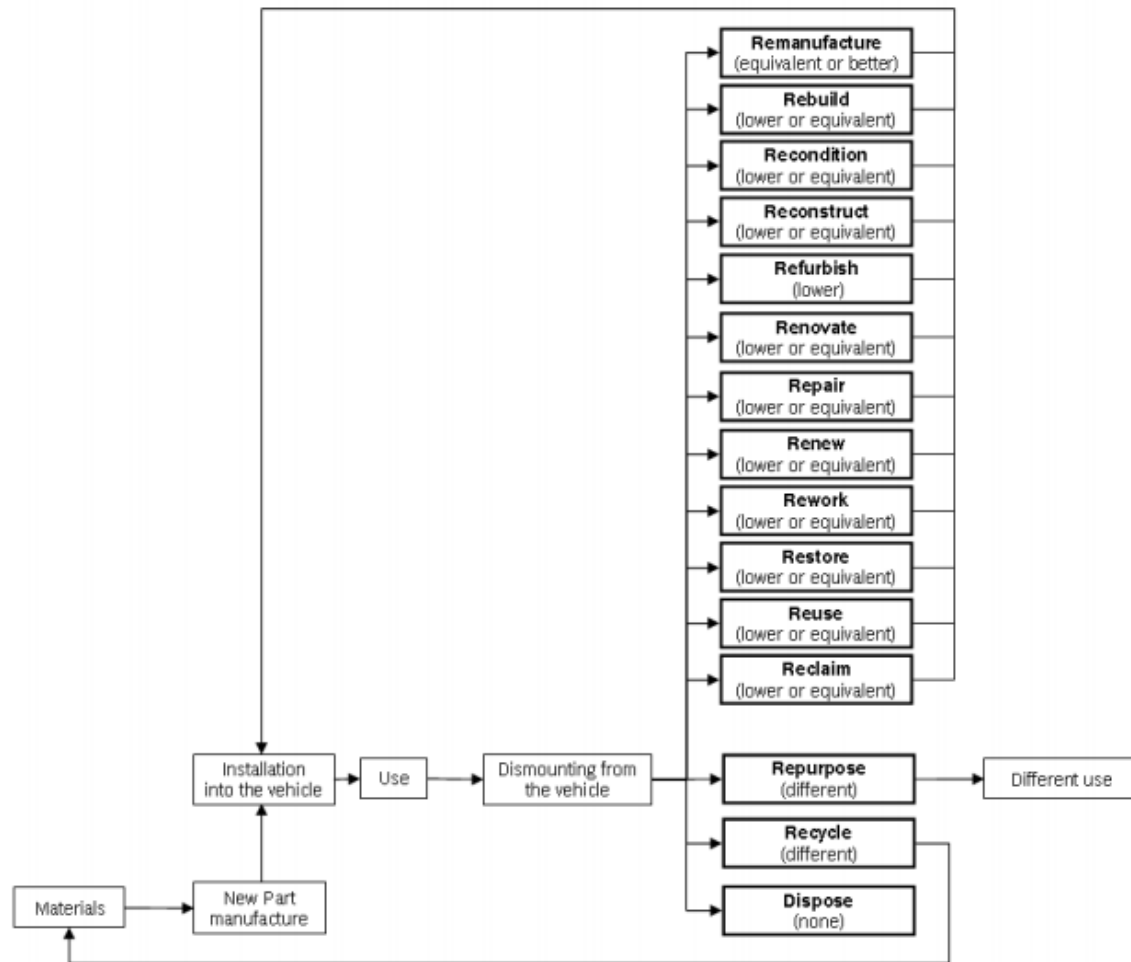 Remanufacture
(equivalent or better)
Rebuild
(lower or equivalent)
Recondition
(lower or equivalent)
Reconstruct
(lower or equivalent)
Refurbish
(lower)
Renovate
(lower or equivalent)
Repair
(lower or equivalent)
Renew
(lower or equivalent)
Rework
(lower or equivalent)
Restore
(lower or equivalent)
Reuse
(lower or equivalent)
Reclaim
(lower or equivalent)
Installation
into the vehicle
Use
Dismounting from
the vehicle
Repurpose
(different)
Different use
Recycle
(different)
Materials
New Part
manufacture
Dispose
(none)